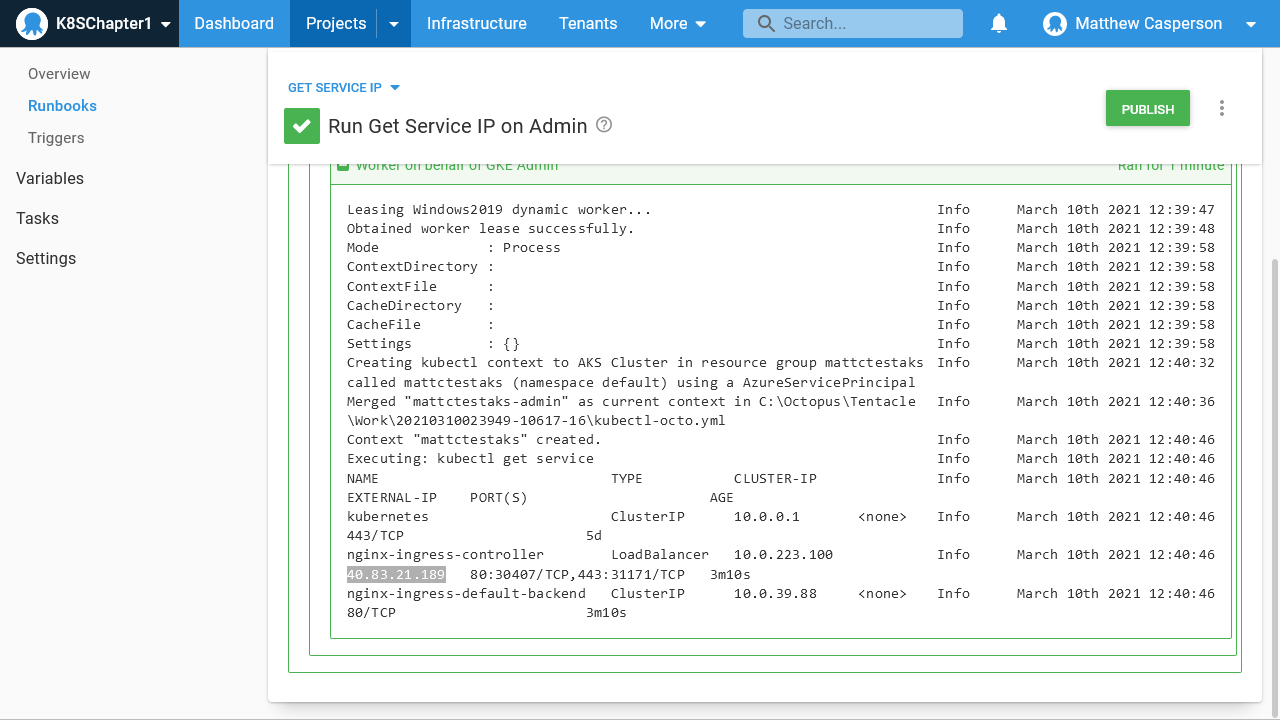 K8SChapter1 Dashboard Projects Infrastructure Tenants More Search... Matthew Casperson
Overview
Runbooks
Triggers
Variables
Tasks
Settings
GET SERVICE IP
Run Get Service IP on Admin
PUBLISH
Worker on behalf of GKE Admin Ran for 1 minute
Leasing Windows2019 dynamic worker... Info March 10th 2021 12:39:47
Obtained worker lease successfully. Info March 10th 2021 12:39:48
Mode : Process Info March 10th 2021 12:39:58
ContextDirectory : Info March 10th 2021 12:39:58
ContextFile : Info March 10th 2021 12:39:58
CacheDirectory : Info March 10th 2021 12:39:58
CacheFile : Info March 10th 2021 12:39:58
Settings : {} Info March 10th 2021 12:39:58
Creating kubectl context to AKS Cluster in resource group mattctestaks Info March 10th 2021 12:40:32
called mattctestaks (namespace default) using a AzureServicePrincipal
Merged "mattctestaks-admin" as current context in C:\Octopus\Tentacle Info March 10th 2021 12:40:36
\Work\20210310023949-10617-16\kubectl-octo.yml
Context "mattctestaks" created. Info March 10th 2021 12:40:46
Executing: kubectl get service Info March 10th 2021 12:40:46
NAME TYPE CLUSTER-IP Info March 10th 2021 12:40:46
EXTERNAL-IP PORT(S) AGE
kubernetes ClusterIP 10.0.0.1 <none> Info March 10th 2021 12:40:46
443/TCP 5d
nginx-ingress-controller LoadBalancer 10.0.223.100 Info March 10th 2021 12:40:46
40.83.21.189 80:30407/TCP,443:31171/TCP 3m10s
nginx-ingress-default-backend ClusterIP 10.0.39.88 <none> Info March 10th 2021 12:40:46
80/TCP 3m10s